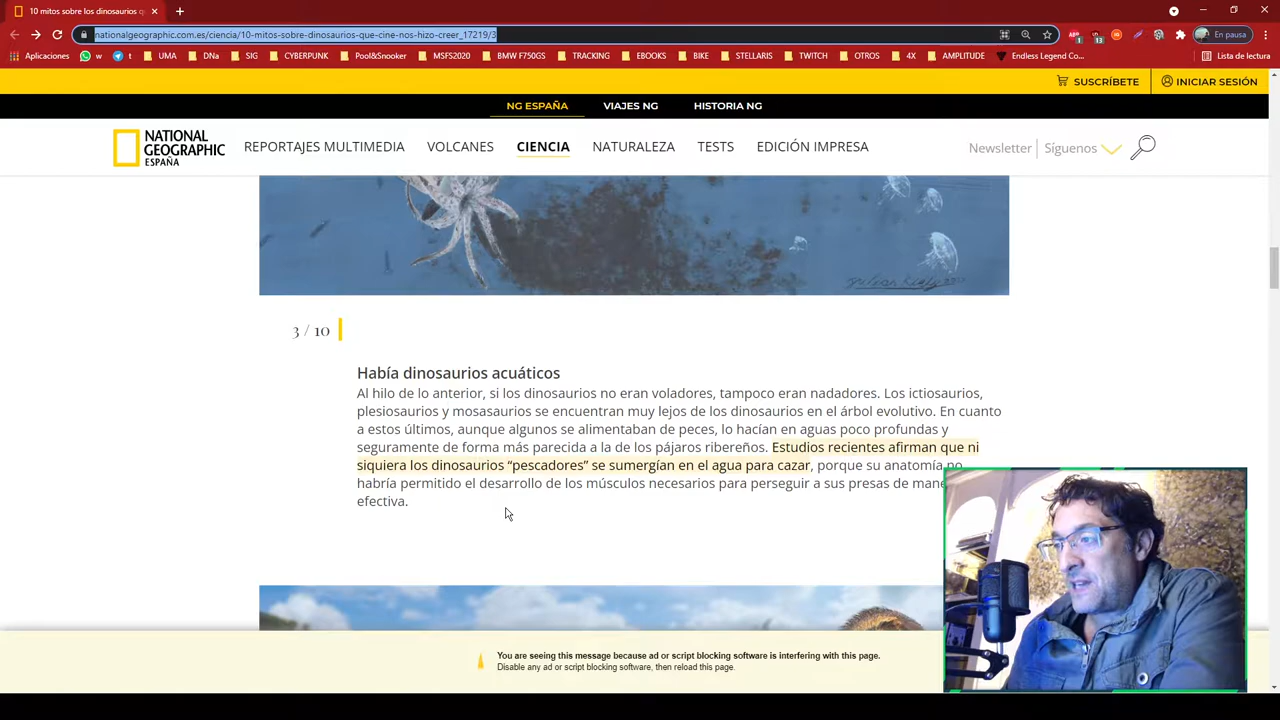 10 mitos sobre los dinosaurios q
nationalgeographic.com.es/ciencia/10-mitos-sobre-dinosaurios-que-cine-nos-hizo-creer_17219/3
En pausa
Aplicaciones
UMA
DNa
SIG
CYBERPUNK
Pool&Snooker
MSFS2020
BMW F750GS
TRACKING
EBOOKS
BIKE
STELLARIS
TWITCH
OTROS
4X
AMPLITUDE
Endless Legend Co...
Lista de lectura
SUSCRÍBETE
INICIAR SESIÓN
NG ESPAÑA
VIAJES NG
HISTORIA NG
NATIONAL
GEOGRAPHIC
ESPAÑA
REPORTAJES MULTIMEDIA
VOLCANES
CIENCIA
NATURALEZA
TESTS
EDICIÓN IMPRESA
Newsletter
Síguenos
3 / 10
Había dinosaurios acuáticos
Al hilo de lo anterior, si los dinosaurios no eran voladores, tampoco eran nadadores. Los ictiosaurios,
plesiosaurios y mosasaurios se encuentran muy lejos de los dinosaurios en el árbol evolutivo. En cuanto
a estos últimos, aunque algunos se alimentaban de peces, lo hacían en aguas poco profundas y
seguramente de forma más parecida a la de los pájaros ribereños. Estudios recientes afirman que ni
siquiera los dinosaurios “pescadores” se sumergían en el agua para cazar, porque su anatomía no
habría permitido el desarrollo de los músculos necesarios para perseguir a sus presas de mane
efectiva.
You are seeing this message because ad or script blocking software is interfering with this page.
Disable any ad or script blocking software, then reload this page.